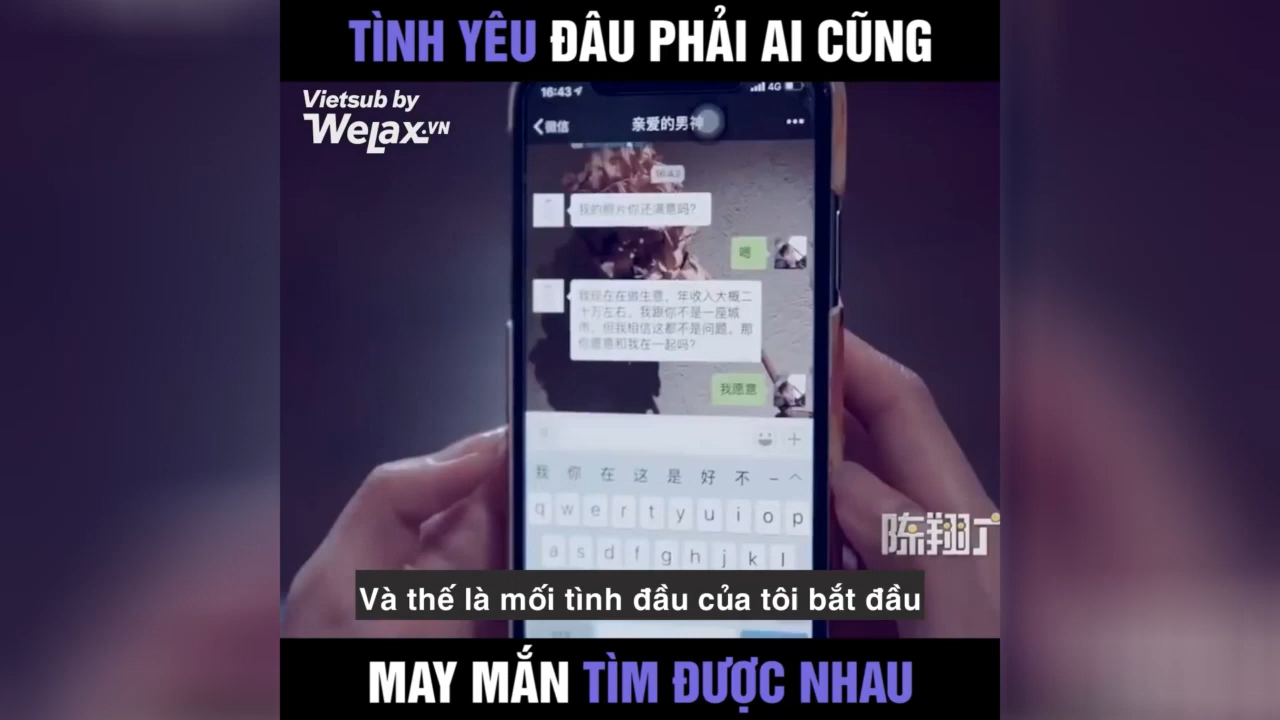 TÌNH YÊU ĐÂU PHẢI AI CŨNG
Vietsub by
WeLax.VN
16:43
4G
微信
亲爱的男神
16:42
我的照片你还满意吗?
嗯
我现在在做生意，年收入大概二
十万左右，我跟你不是一座城
市，但我相信这都不是问题，那
你愿意和我在一起吗?
我愿意
我 你 在 这 是 好 不
q w e r t y u i o p
a s d f g h j k l
陈翔
Và thế là mối tình đầu của tôi bắt đầu
MAY MẮN TÌM ĐƯỢC NHAU